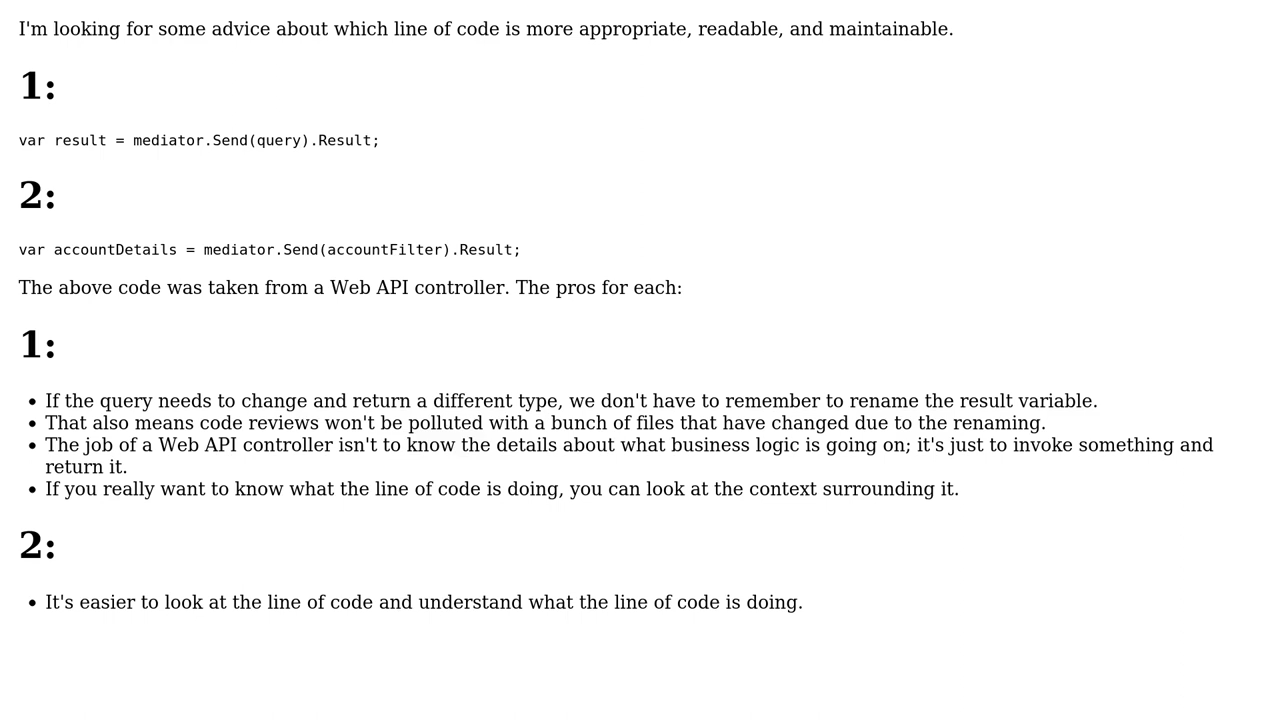 I'm looking for some advice about which line of code is more appropriate, readable, and maintainable.
1:
var result = mediator.Send(query).Result;
2:
var accountDetails = mediator.Send(accountFilter).Result;
The above code was taken from a Web API controller. The pros for each:
1:
• If the query needs to change and return a different type, we don't have to remember to rename the result variable.
• That also means code reviews won't be polluted with a bunch of files that have changed due to the renaming.
• The job of a Web API controller isn't to know the details about what business logic is going on; it's just to invoke something and
return it.
• If you really want to know what the line of code is doing, you can look at the context surrounding it.
2:
• It's easier to look at the line of code and understand what the line of code is doing.